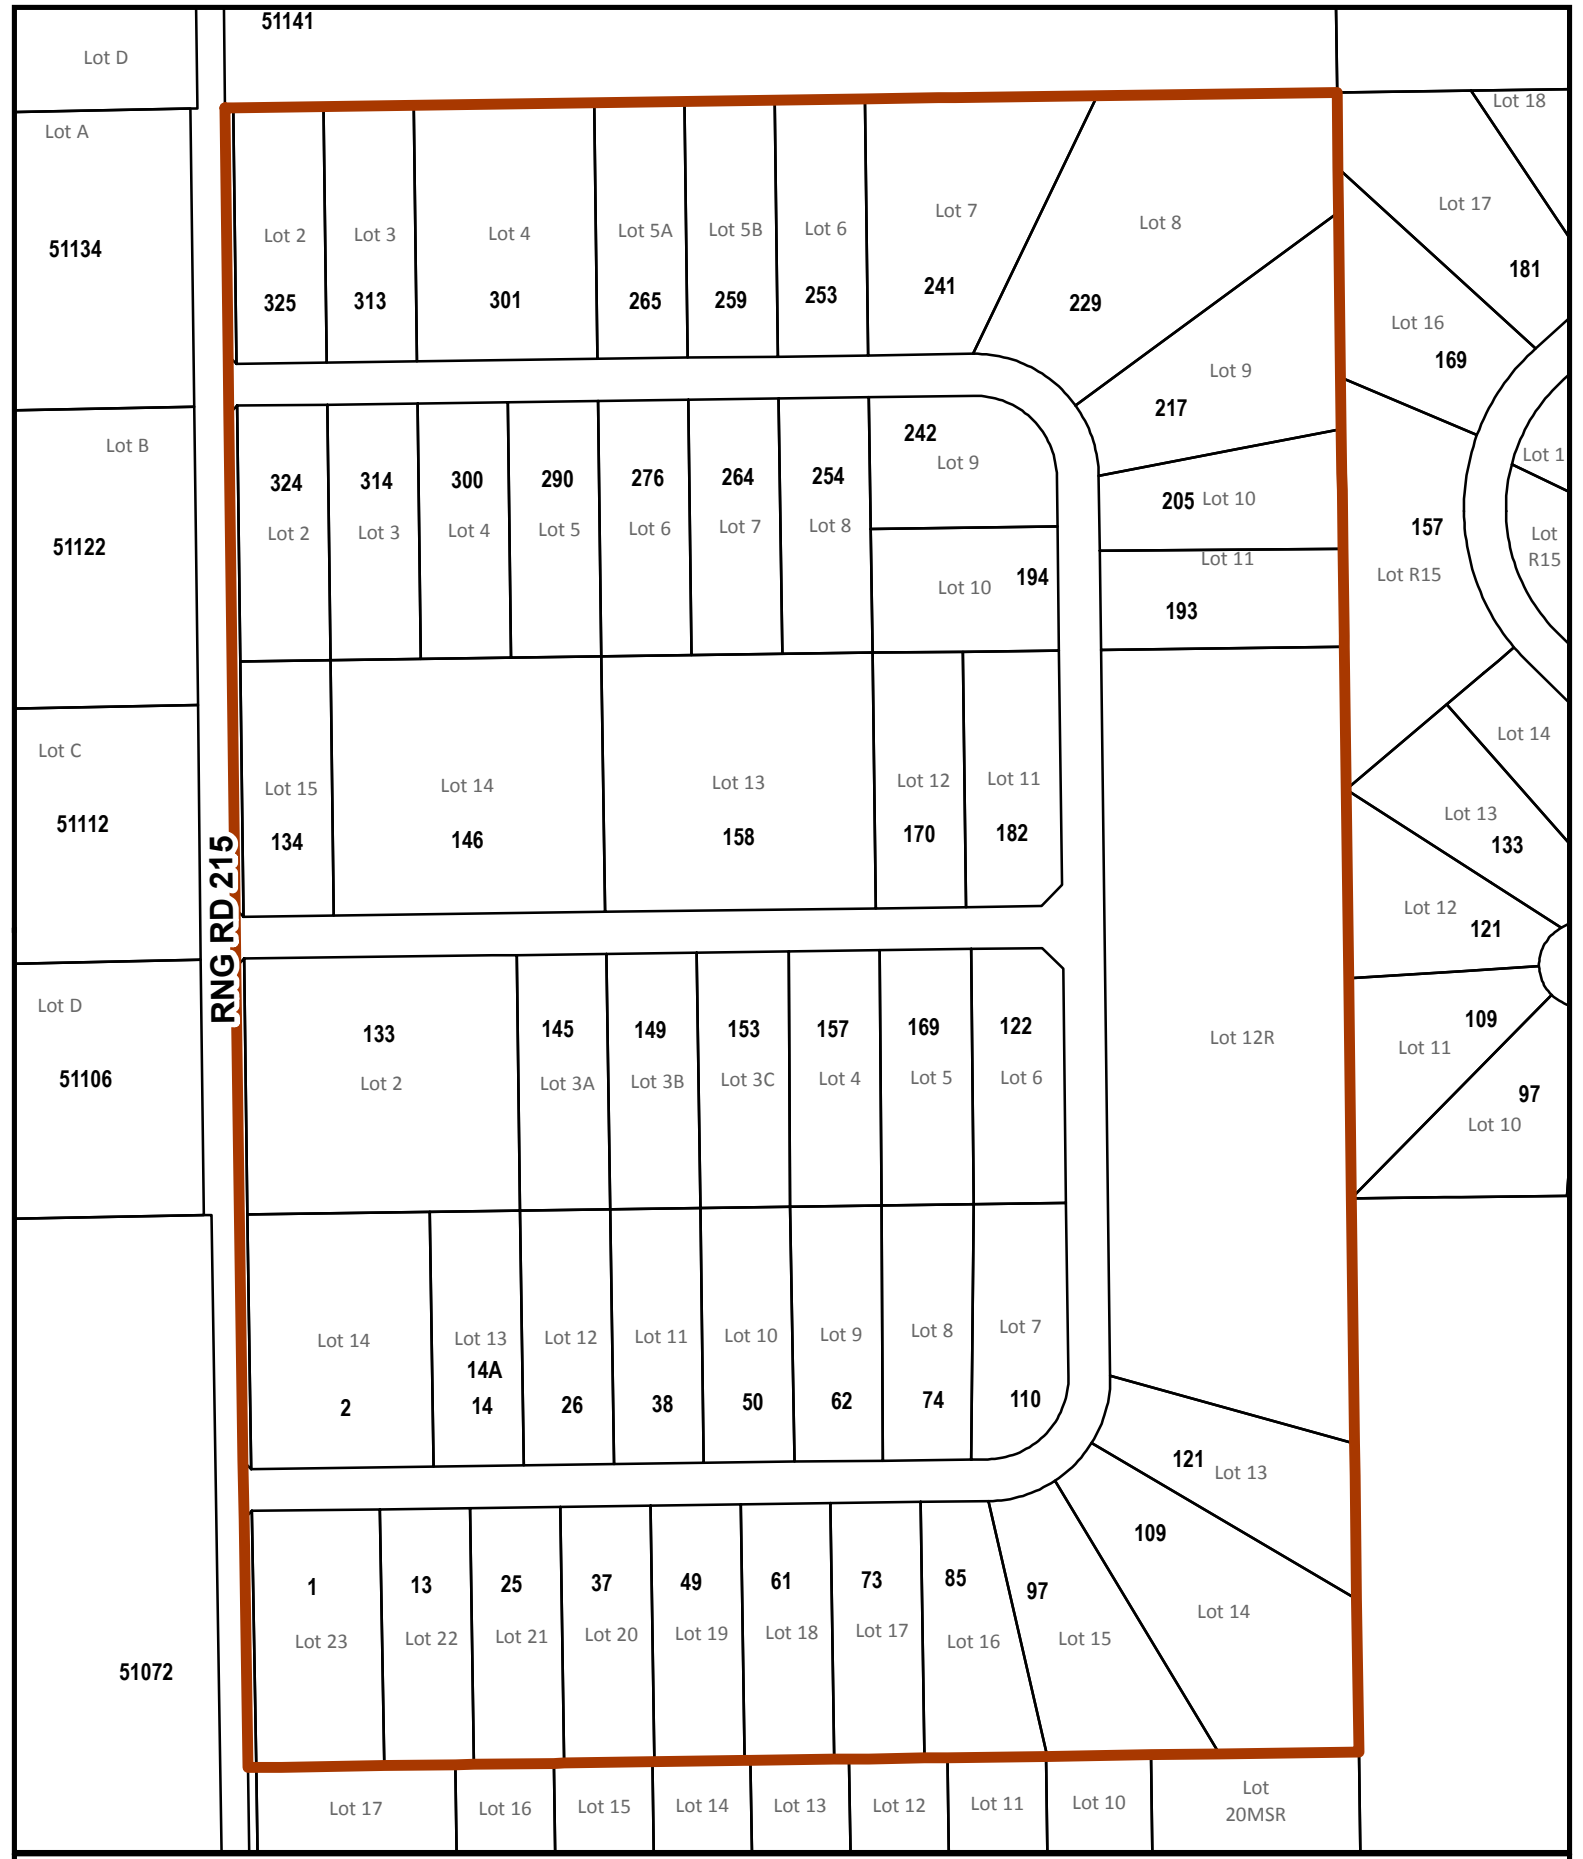 51141
Lot D
Lot 18
Lot A
51134
Lot 2
325
Lot 3
313
Lot 4
301
Lot 5A
265
Lot 5B
259
Lot 6
253
Lot 7
241
Lot 8
229
Lot 17
181
Lot 16
169
Lot 9
217
Lot B
51122
324
Lot 2
314
Lot 3
300
Lot 4
290
Lot 5
276
Lot 6
264
Lot 7
254
Lot 8
242
Lot 9
205 Lot 10
Lot 11
193
Lot 10 194
157
Lot R15
Lot 1
Lot
R15
Lot C
51112
Lot 15
134
Lot 14
146
Lot 13
158
Lot 12
170
Lot 11
182
Lot 14
Lot 13
133
Lot 12
121
RNG RD 215
Lot D
51106
133
Lot 2
145
Lot 3A
149
Lot 3B
153
Lot 3C
157
Lot 4
169
Lot 5
122
Lot 6
Lot 12R
109
Lot 11
97
Lot 10
Lot 14
2
Lot 13
14A
14
Lot 12
26
Lot 11
38
Lot 10
50
Lot 9
62
Lot 8
74
Lot 7
110
121 Lot 13
109
Lot 14
51072
1
Lot 23
13
Lot 22
25
Lot 21
37
Lot 20
49
Lot 19
61
Lot 18
73
Lot 17
85
Lot 16
97
Lot 15
Lot 17
Lot 16
Lot 15
Lot 14
Lot 13
Lot 12
Lot 11
Lot 10
Lot
20MSR